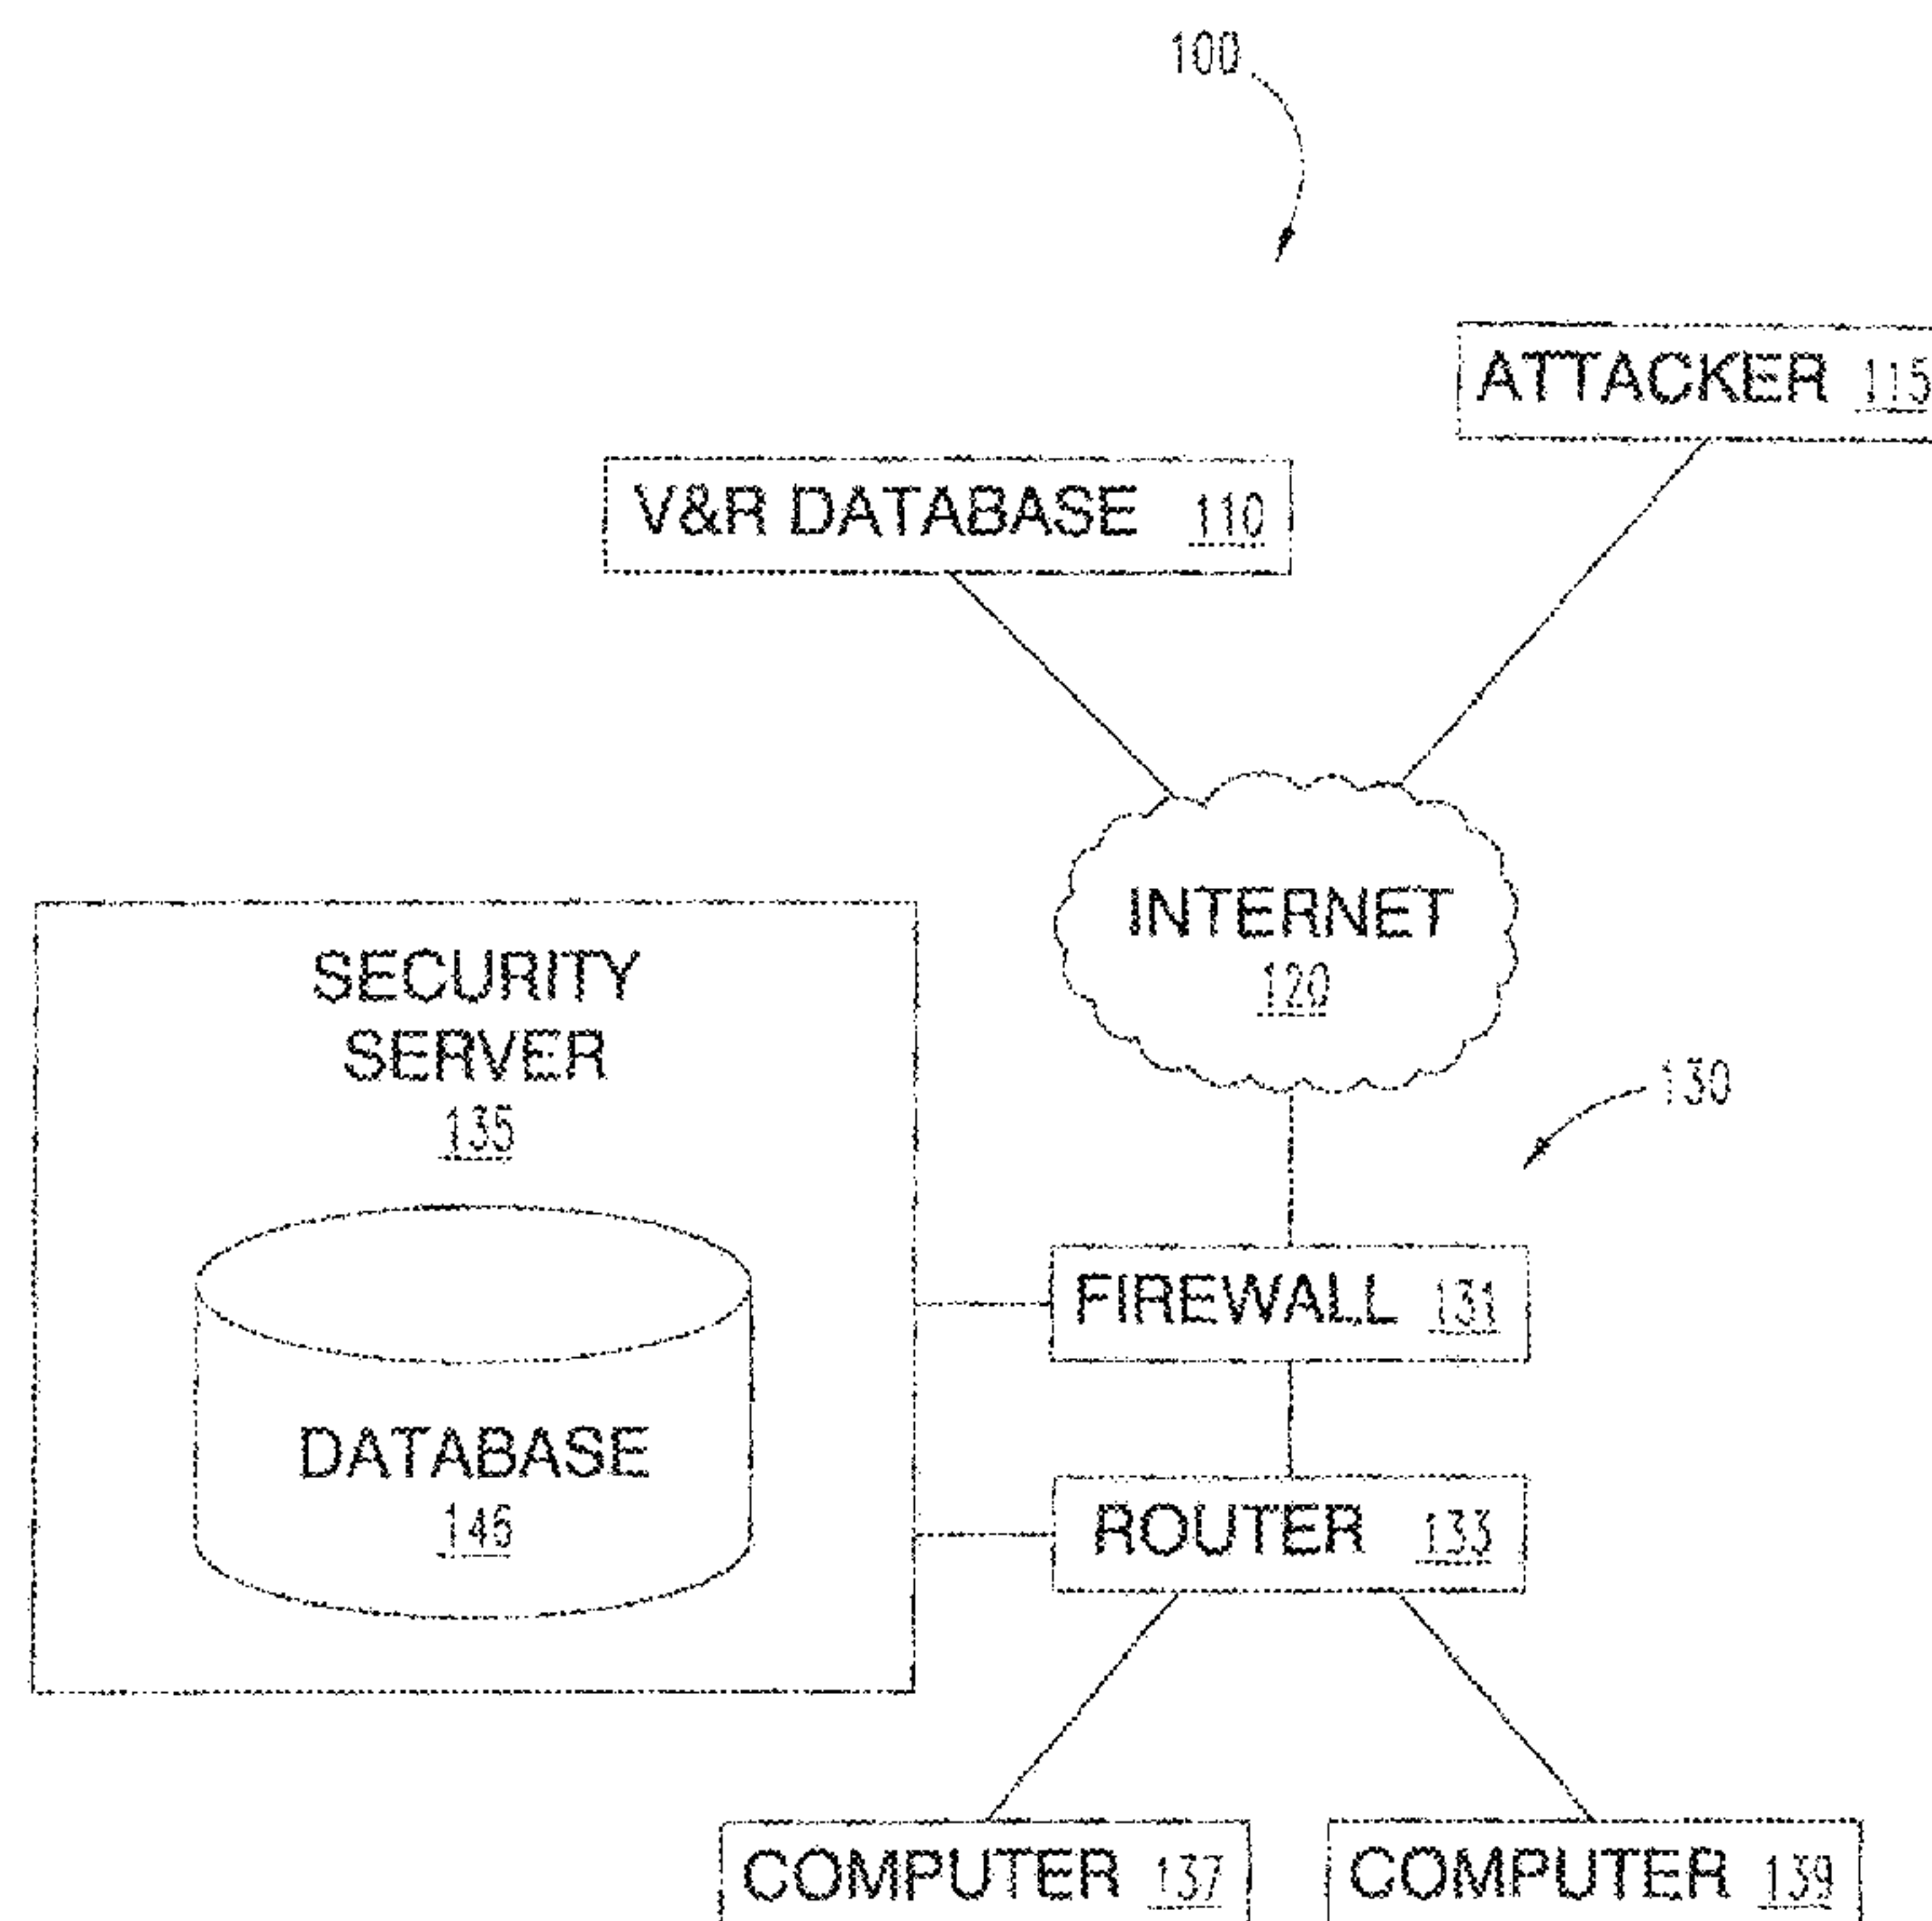 100
ATTACKER 115
V&R DATABASE 110
INTERNET
120
SECURITY
SERVER
135
130
FIREWALL 131
DATABASE
146
ROUTER 133
COMPUTER 137
COMPUTER 139